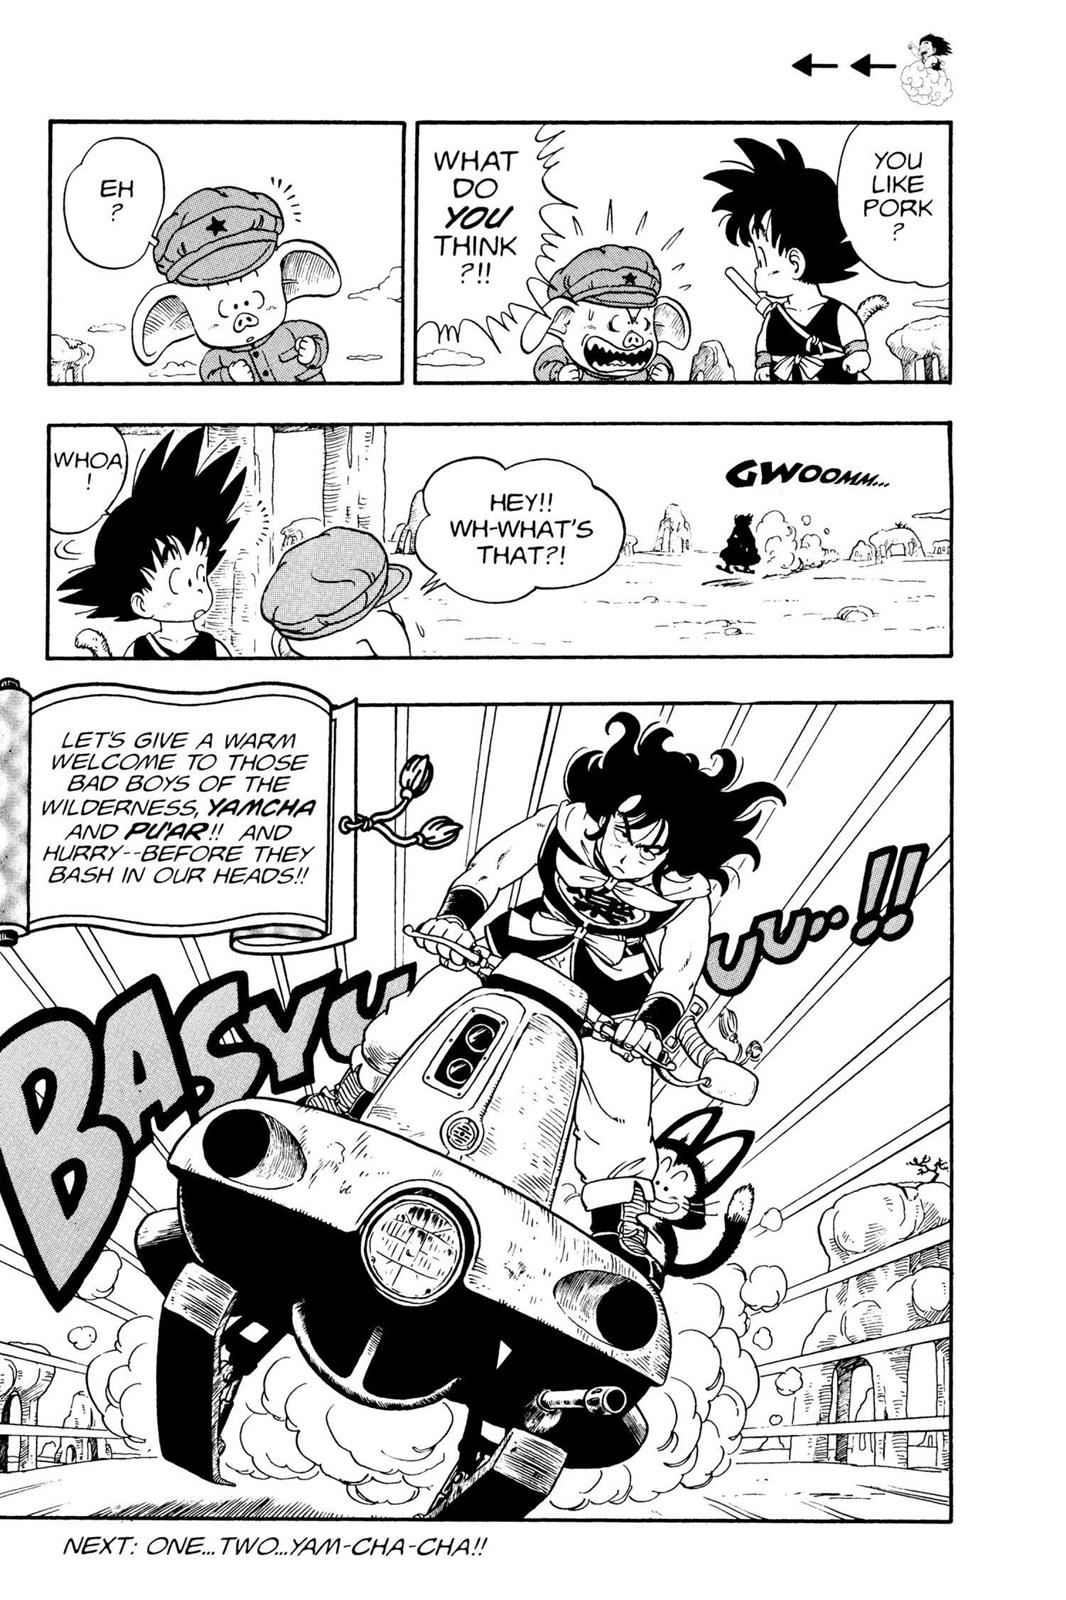 YOU
LIKE
PORK
?
WHAT
DO
YOU
THINK
?!!
EH
?
GWOOMM...
HEY!!
WH-WHAT'S
THAT?!
WHOA
!
LET'S GIVE A WARM
WELCOME TO THOSE
BAD BOYS OF THE
WILDERNESS, YAMCHA
AND PU'AR!! AND
HURRY--BEFORE THEY
BASH IN OUR HEADS!!
BASYU UU..!!
NEXT: ONE...TWO...YAM-CHA-CHA!!